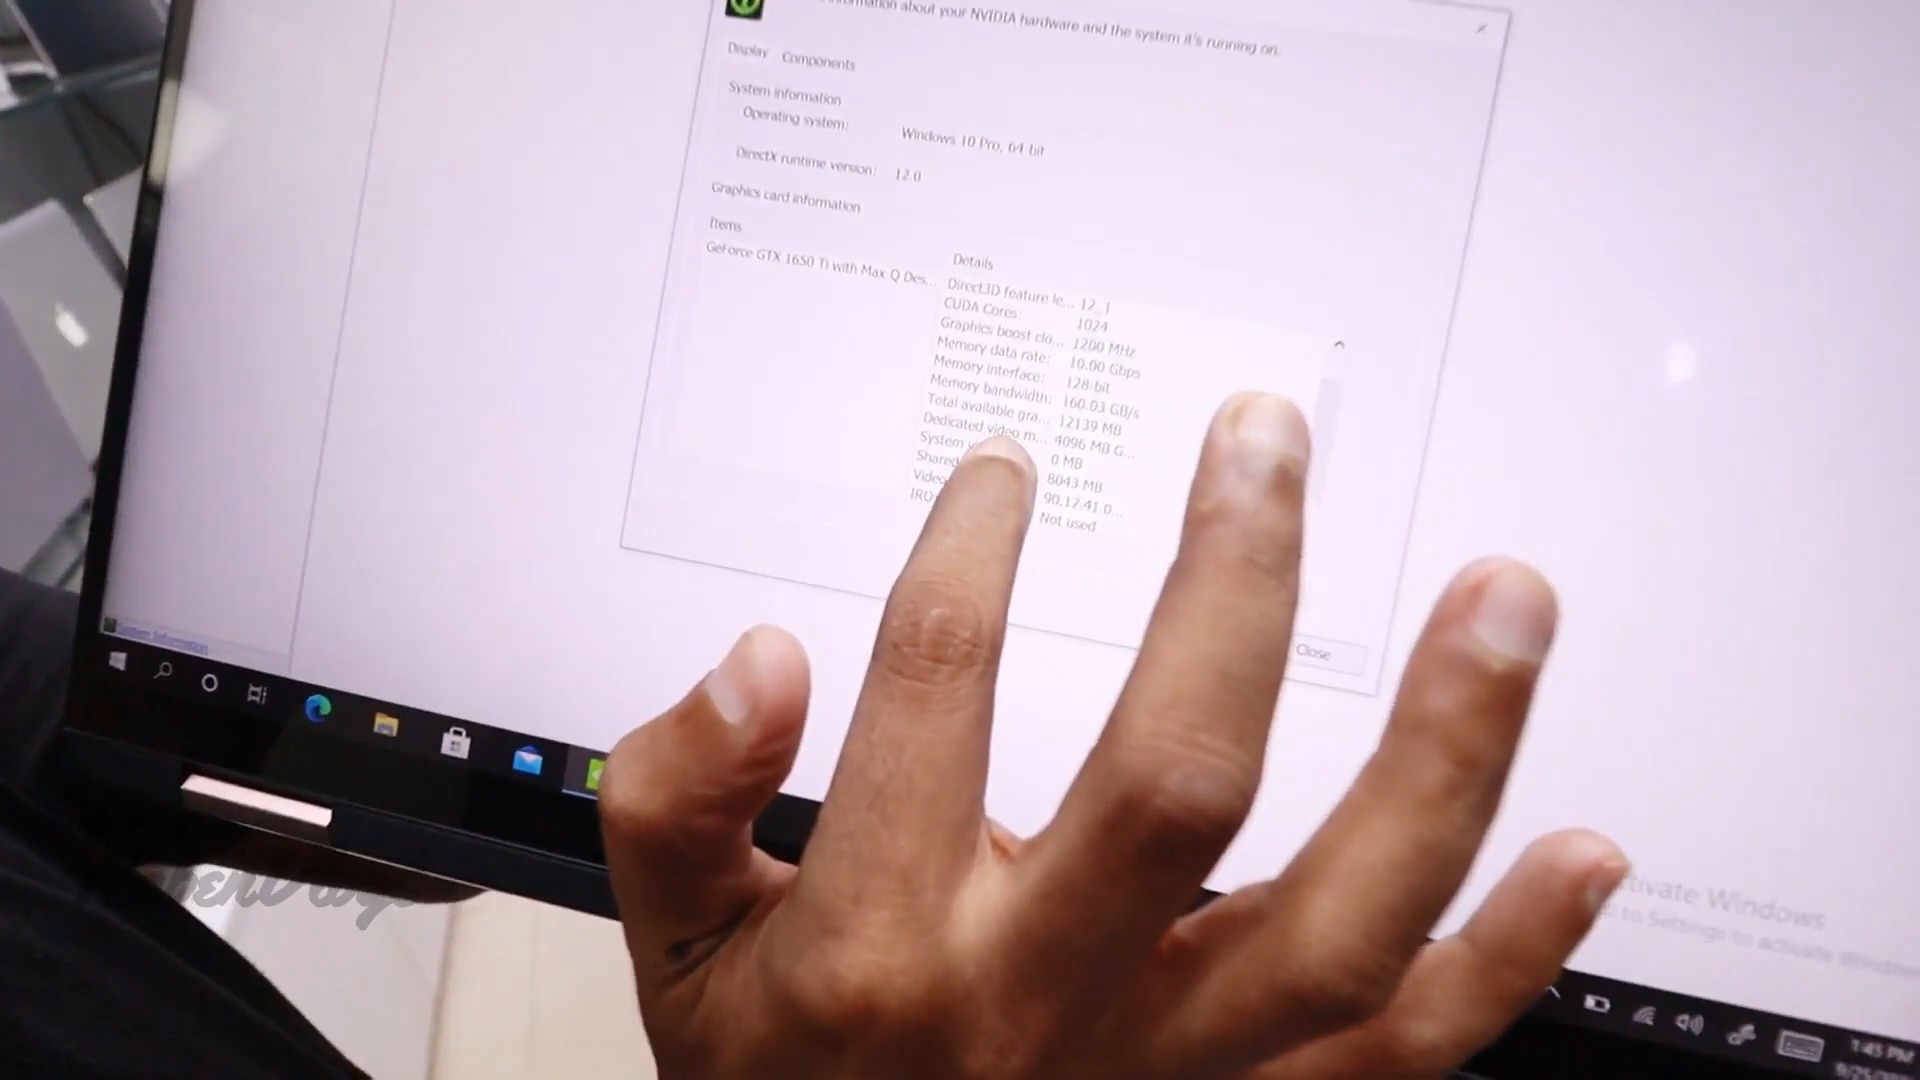 information about your NVIDIA hardware and the system it's running on.
Display Components
System information
Operating system: Windows 10 Pro, 64-bit
DirectX runtime version: 12.0
Graphics card information
Items
Details
GeForce GTX 1650 Ti with Max Q Des...
Direct3D feature le... 12_1
CUDA Cores: 1024
Graphics boost clo... 1200 MHz
Memory data rate: 10.00 Gbps
Memory interface: 128-bit
Memory bandwidth: 160.03 GB/s
Total available gra... 12139 MB
Dedicated video m... 4096 MB G...
System 0 MB
Shared 8043 MB
Video 90.17.41.0...
IRQ: Not used
Close
System Information
Activate Windows
to Settings to activate Windows
1:45 PM